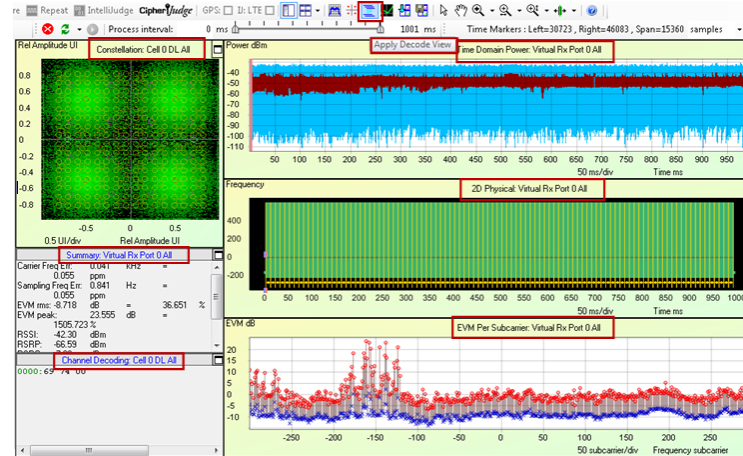 re Repeat IntelliJudge CipherJudge GPS: D: LTE
Process interval: 0 ms 1001 ms Time Markers: Left=30723 , Right=46083 , Span=15360 samples
Apply Decode View
Rel Amplitude UI
Constellation: Cell 0 DL All
0.8
0.6
0.4
0.2
0
-0.2
-0.4
-0.6
-0.8
-0.5 0 0.5
0.5 UI/div Rel Amplitude UI
Power dBm
Time Domain Power: Virtual Rx Port 0 All
-40
-50
-60
-70
-80
-90
-100
-110
50 100 150 200 250 300 350 400 450 500 550 600 650 700 750 800 850 900 950
50 ms/div Time ms
Frequency
2D Physical: Virtual Rx Port 0 All
400
200
0
-200
0 50 100 150 200 250 300 350 400 450 500 550 600 650 700 750 800 850 900 950 1000
50 ms/div Time ms
Summary: Virtual Rx Port 0 All
Carrier Freq Err: 0.041 kHz =
0.055 ppm
Sampling Freq Err: 0.841 Hz =
0.055 ppm
EVM rms: -8.718 dB = 36.651 %
EVM peak: 23.555 dB =
1505.723 %
RSSI: -42.30 dBm
RSRP: -66.59 dBm
Channel Decoding: Cell 0 DL All
0000:69 74 00
EVM dB
EVM Per Subcarrier: Virtual Rx Port 0 All
20
15
10
5
0
-5
-10
-250 -200 -150 -100 -50 0 50 100 150 200 250
50 subcarrier/div Frequency subcarrier